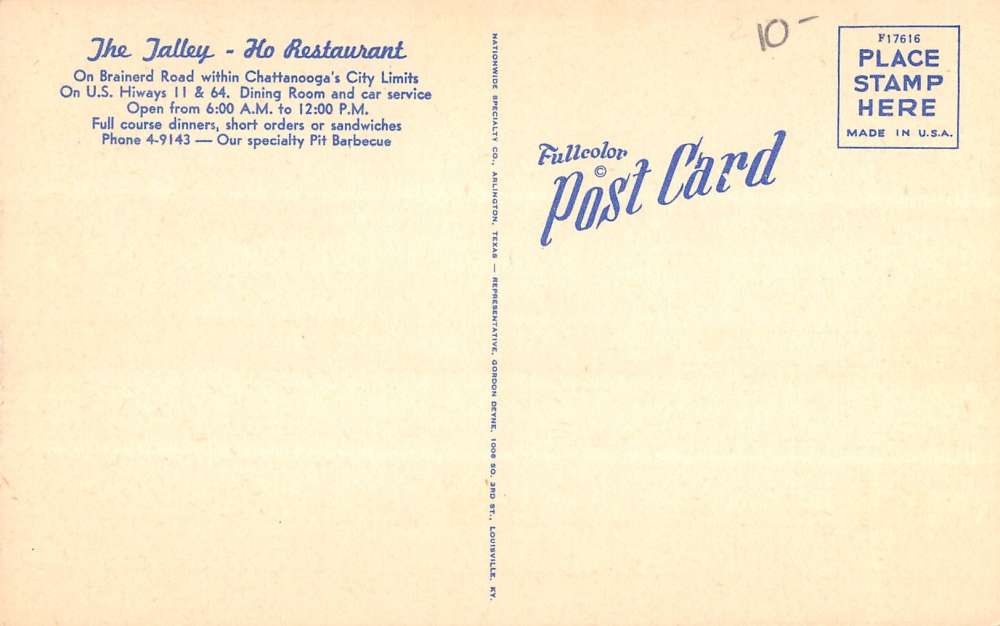 The Talley - Ho Restaurant
On Brainerd Road within Chattanooga's City Limits
On U.S. Hiways 11 & 64. Dining Room and car service
Open from 6:00 A.M. to 12:00 P.M.
Full course dinners, short orders or sandwiches
Phone 4-9143 — Our specialty Pit Barbecue
NATIONWIDE SPECIALTY CO., ARLINGTON, TEXAS — REPRESENTATIVE, GORDON DEYNE, 1006 SO. 3RD ST., LOUISVILLE, KY.
10-
F17616
PLACE
STAMP
HERE
MADE IN U.S.A.
Fullcolor
©
Post Card